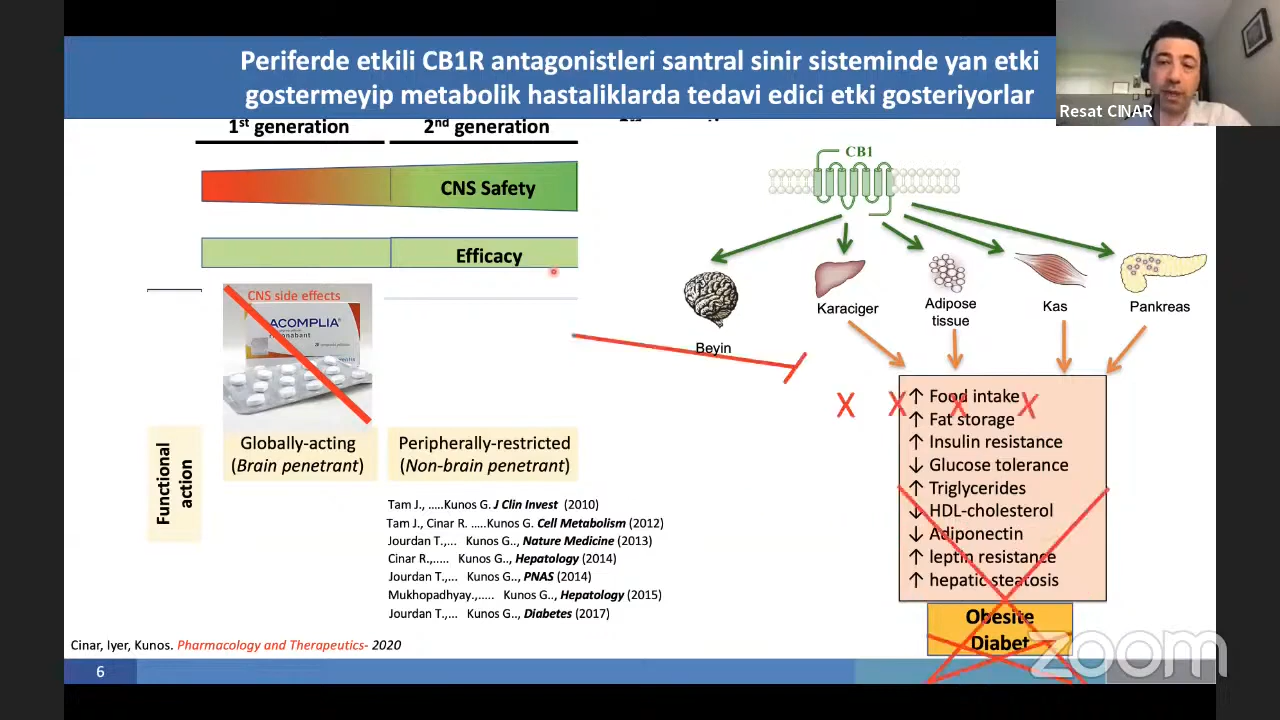 Periferde etkili CB1R antagonistleri santral sinir sisteminde yan etki
gostermeyip metabolik hastaliklarda tedavi edici etki gosteriyorlar
Resat CINAR
1st generation
2nd generation
CNS Safety
Efficacy
CNS side effects
ACOMPLIA
Globally-acting
(Brain penetrant)
Peripherally-restricted
(Non-brain penetrant)
Functional
action
Tam J., .....Kunos G. J Clin Invest (2010)
Tam J., Cinar R. .....Kunos G. Cell Metabolism (2012)
Jourdan T.,... Kunos G.., Nature Medicine (2013)
Cinar R.,..... Kunos G.., Hepatology (2014)
Jourdan T.,... Kunos G.., PNAS (2014)
Mukhopadhyay.,..... Kunos G.., Hepatology (2015)
Jourdan T.,... Kunos G.., Diabetes (2017)
CB1
Beyin
Karaciger
Adipose
tissue
Kas
Pankreas
↑ Food intake
↑ Fat storage
↑ Insulin resistance
↓ Glucose tolerance
↑ Triglycerides
↓ HDL-cholesterol
↓ Adiponectin
↑ leptin resistance
↑ hepatic steatosis
X X X X
Obesite
Diabet
Cinar, Iyer, Kunos. Pharmacology and Therapeutics- 2020
6
zoom